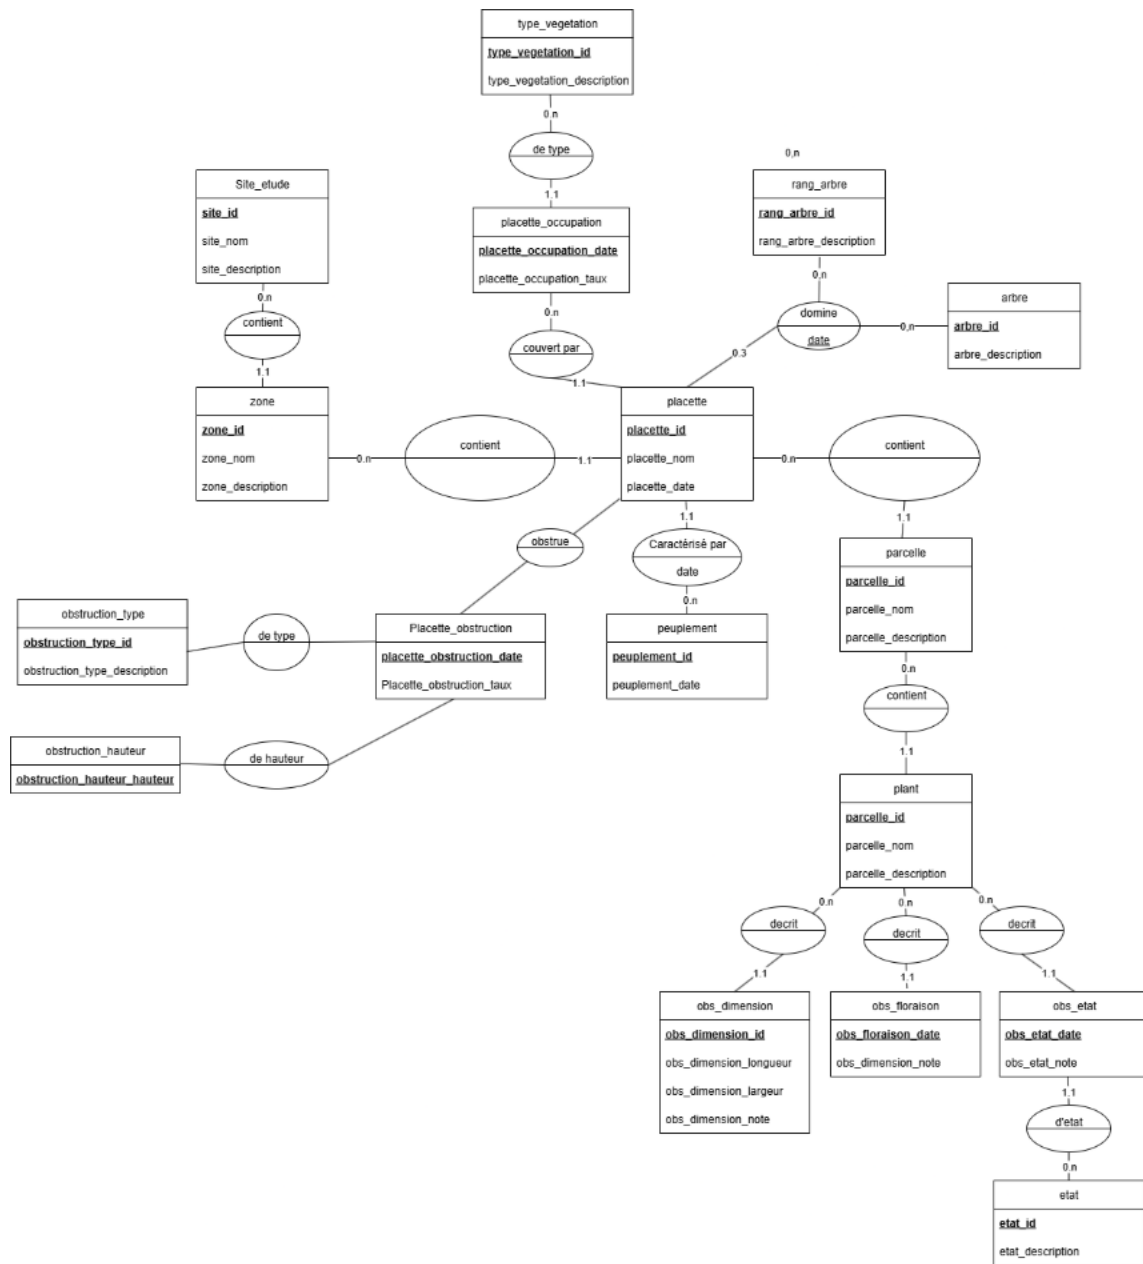 type_vegetation
type_vegetation_id
type_vegetation_description
0.n
de type
1.1
0,n
Site_etude
site_id
site_nom
site_description
0.n
contient
1.1
placette_occupation
placette_occupation_date
placette_occupation_taux
0.n
couvert par
1.1
rang_arbre
rang_arbre_id
rang_arbre_description
0,n
domine
date
0,n
0.3
arbre
arbre_id
arbre_description
zone
zone_id
zone_nom
zone_description
0.n
contient
1.1
placette
placette_id
placette_nom
placette_date
0.n
contient
1.1
obstrue
1.1
Caractérisé par
date
0.n
parcelle
parcelle_id
parcelle_nom
parcelle_description
0.n
contient
1.1
obstruction_type
obstruction_type_id
obstruction_type_description
de type
Placette_obstruction
placette_obstruction_date
Placette_obstruction_taux
peuplement
peuplement_id
peuplement_date
obstruction_hauteur
obstruction_hauteur_hauteur
de hauteur
plant
parcelle_id
parcelle_nom
parcelle_description
0.n
0.n
0.n
decrit
decrit
decrit
1.1
1.1
1.1
obs_dimension
obs_dimension_id
obs_dimension_longueur
obs_dimension_largeur
obs_dimension_note
obs_floraison
obs_floraison_date
obs_dimension_note
obs_etat
obs_etat_date
obs_etat_note
1.1
d'etat
0.n
etat
etat_id
etat_description